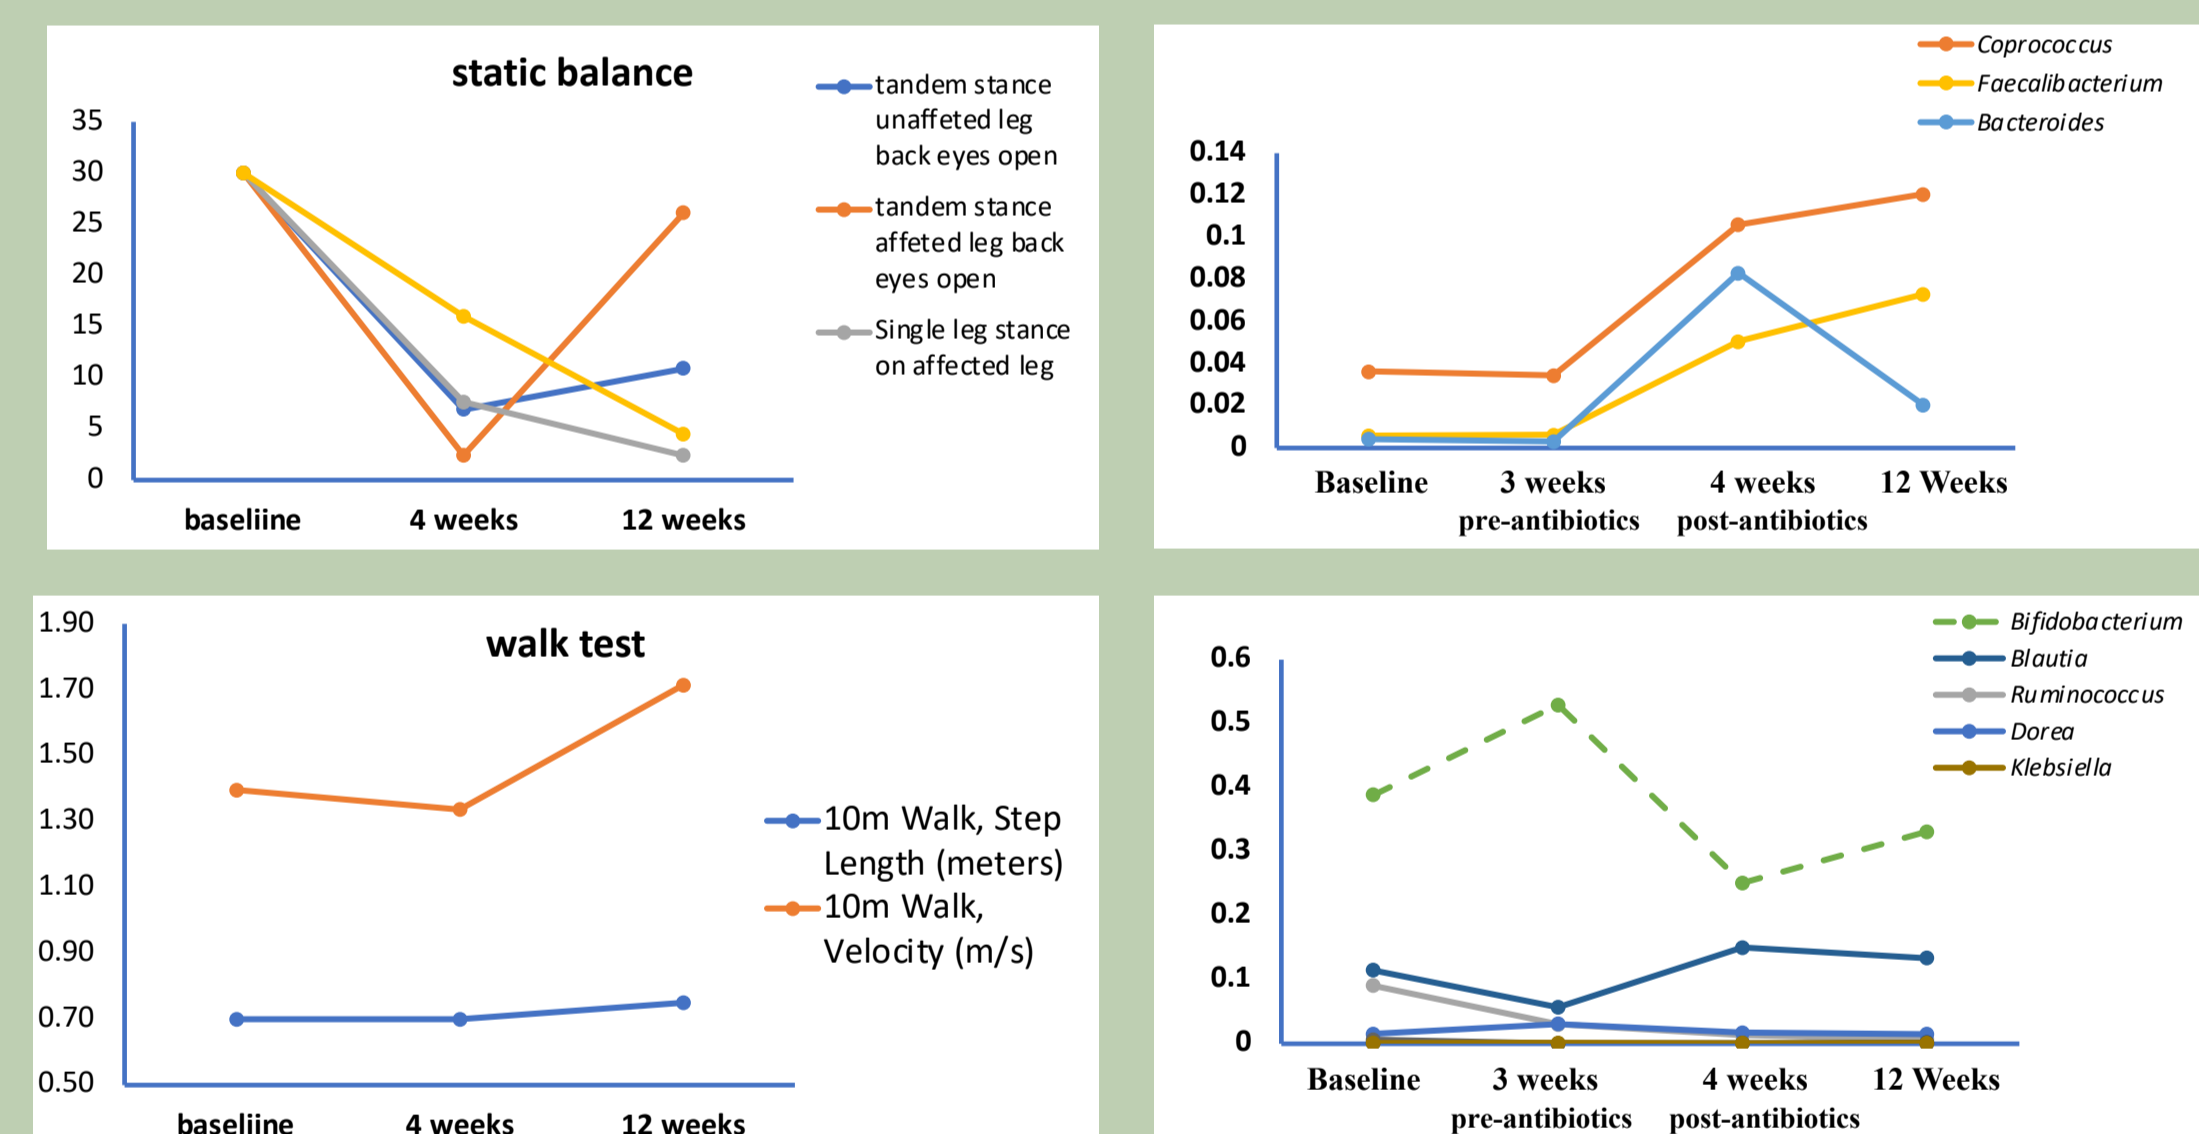 static balance
35
30
25
20
15
10
5
0
baseliine 4 weeks 12 weeks
tandem stance
unaffeted leg
back eyes open
tandem stance
affeted leg back
eyes open
Single leg stance
on affected leg
Coprococcus
Faecalibacterium
Bacteroides
0.14
0.12
0.1
0.08
0.06
0.04
0.02
0
Baseline 3 weeks 4 weeks 12 Weeks
pre-antibiotics post-antibiotics
walk test
1.90
1.70
1.50
1.30
1.10
0.90
0.70
0.50
baseliine 4 weeks 12 weeks
10m Walk, Step
Length (meters)
10m Walk,
Velocity (m/s)
Bifidobacterium
Blautia
Ruminococcus
Dorea
Klebsiella
0.6
0.5
0.4
0.3
0.2
0.1
0
Baseline 3 weeks 4 weeks 12 Weeks
pre-antibiotics post-antibiotics